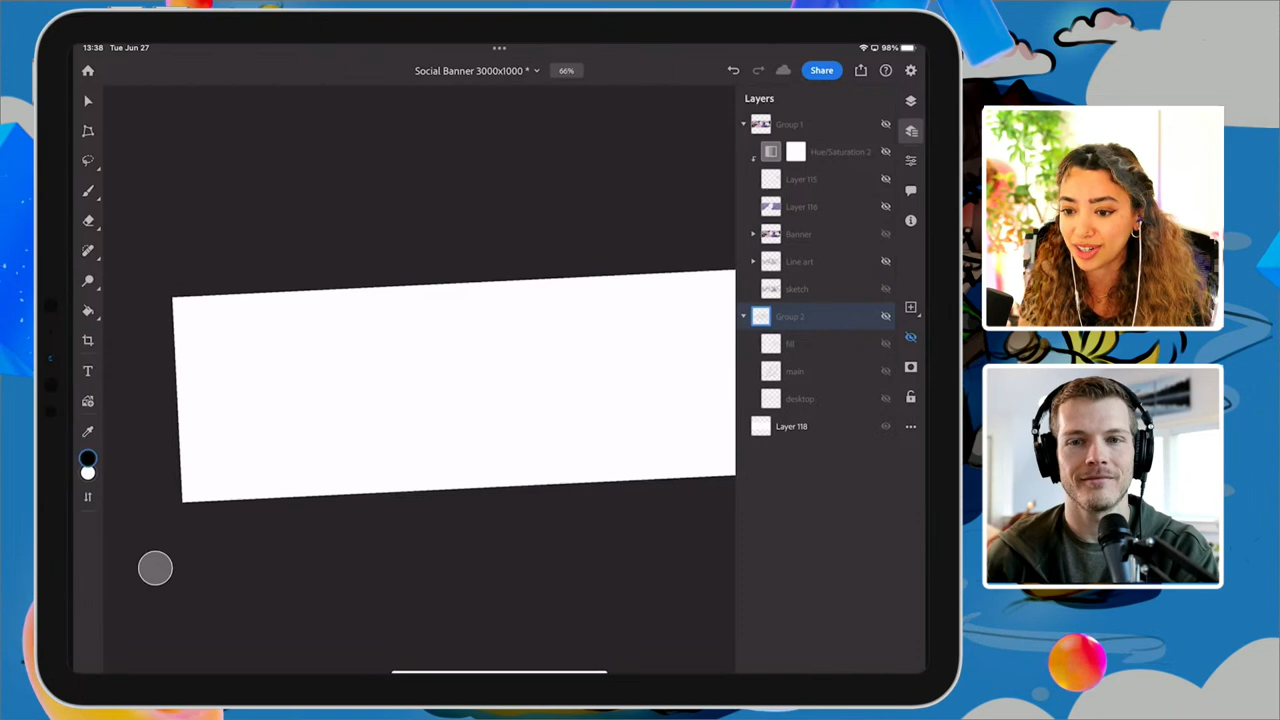 13:38 Tue Jun 27
98%
Social Banner 3000x1000 *
66%
Share
Layers
Group 1
Hue/Saturation 2
Layer 115
Layer 116
Banner
Line art
sketch
Group 2
fill
main
desktop
Layer 118